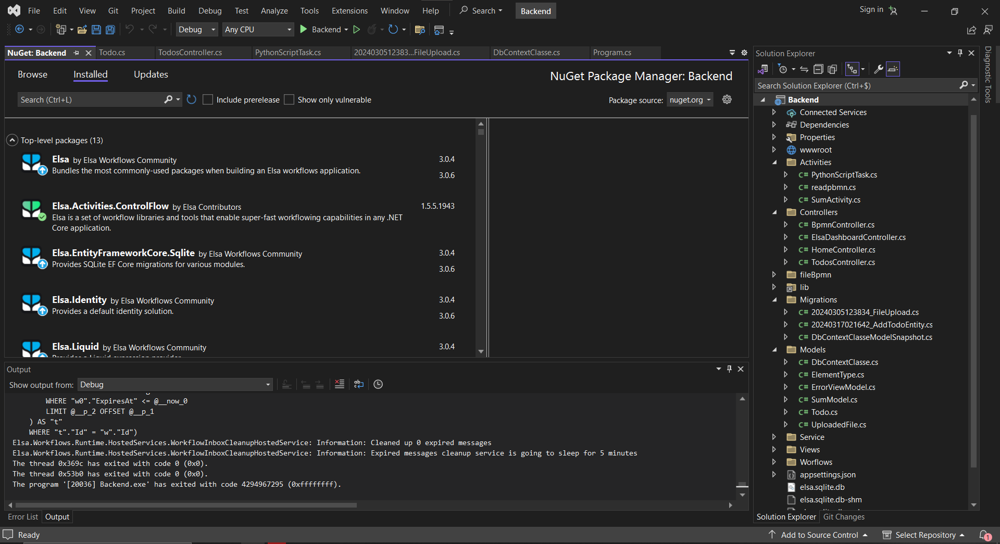 File Edit View Git Project Build Debug Test Analyze Tools Extensions Window Help Search Backend Sign in
Debug Any CPU Backend
NuGet: Backend Todo.cs TodosController.cs PythonScriptTask.cs 2024030512383...FileUpload.cs DbContextClasse.cs Program.cs
Browse Installed Updates
NuGet Package Manager: Backend
Search (Ctrl+L) Include prerelease Show only vulnerable Package source: nuget.org
Top-level packages (13)
Elsa by Elsa Workflows Community 3.0.4
Bundles the most commonly-used packages when building an Elsa workflows application.
3.0.6
Elsa.Activities.ControlFlow by Elsa Contributors 1.5.5.1943
Elsa is a set of workflow libraries and tools that enable super-fast workflowing capabilities in any .NET
Core application.
Elsa.EntityFrameworkCore.Sqlite by Elsa Workflows Community 3.0.4
Provides SQLite EF Core migrations for various modules.
3.0.6
Elsa.Identity by Elsa Workflows Community 3.0.4
Provides a default identity solution.
3.0.6
Elsa.Liquid by Elsa Workflows Community 3.0.4
Output
Show output from: Debug
WHERE "w0"."ExpiresAt" <= @__now_0
LIMIT @__p_2 OFFSET @__p_1
) AS "t"
WHERE "t"."Id" = "w"."Id")
Elsa.Workflows.Runtime.HostedServices.WorkflowInboxCleanupHostedService: Information: Cleaned up 0 expired messages
Elsa.Workflows.Runtime.HostedServices.WorkflowInboxCleanupHostedService: Information: Expired messages cleanup service is going to sleep for 5 minutes
The thread 0x369c has exited with code 0 (0x0).
The thread 0x53b0 has exited with code 0 (0x0).
The program '[20036] Backend.exe' has exited with code 4294967295 (0xffffffff).
Error List Output
Solution Explorer
Search Solution Explorer (Ctrl+$)
Backend
Connected Services
Dependencies
Properties
wwwroot
Activities
C# PythonScriptTask.cs
C# readpbmn.cs
C# SumActivity.cs
Controllers
C# BpmnController.cs
C# ElsaDashboardController.cs
C# HomeController.cs
C# TodosController.cs
fileBpmn
lib
Migrations
C# 20240305123834_FileUpload.cs
C# 20240317021642_AddTodoEntity.cs
C# DbContextClasseModelSnapshot.cs
Models
C# DbContextClasse.cs
C# ElementType.cs
C# ErrorViewModel.cs
C# SumModel.cs
C# Todo.cs
C# UploadedFile.cs
Service
Views
Worflows
appsettings.json
elsa.sqlite.db
elsa.sqlite.db-shm
Solution Explorer Git Changes
Diagnostic Tools
Ready Add to Source Control Select Repository 1